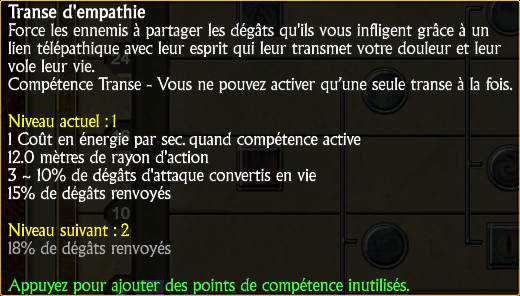 Transe d'empathie
Force les ennemis à partager les dégâts qu'ils vous infligent grâce à un
lien télépathique avec leur esprit qui leur transmet votre douleur et leur
vole leur vie.
Compétence Transe - Vous ne pouvez activer qu'une seule transe à la fois.
Niveau actuel : 1
1 Coût en énergie par sec. quand compétence active
12.0 mètres de rayon d'action
3 ~ 10% de dégâts d'attaque convertis en vie
15% de dégâts renvoyés
Niveau suivant : 2
18% de dégâts renvoyés
Appuyez pour ajouter des points de compétence inutilisés.
24
10